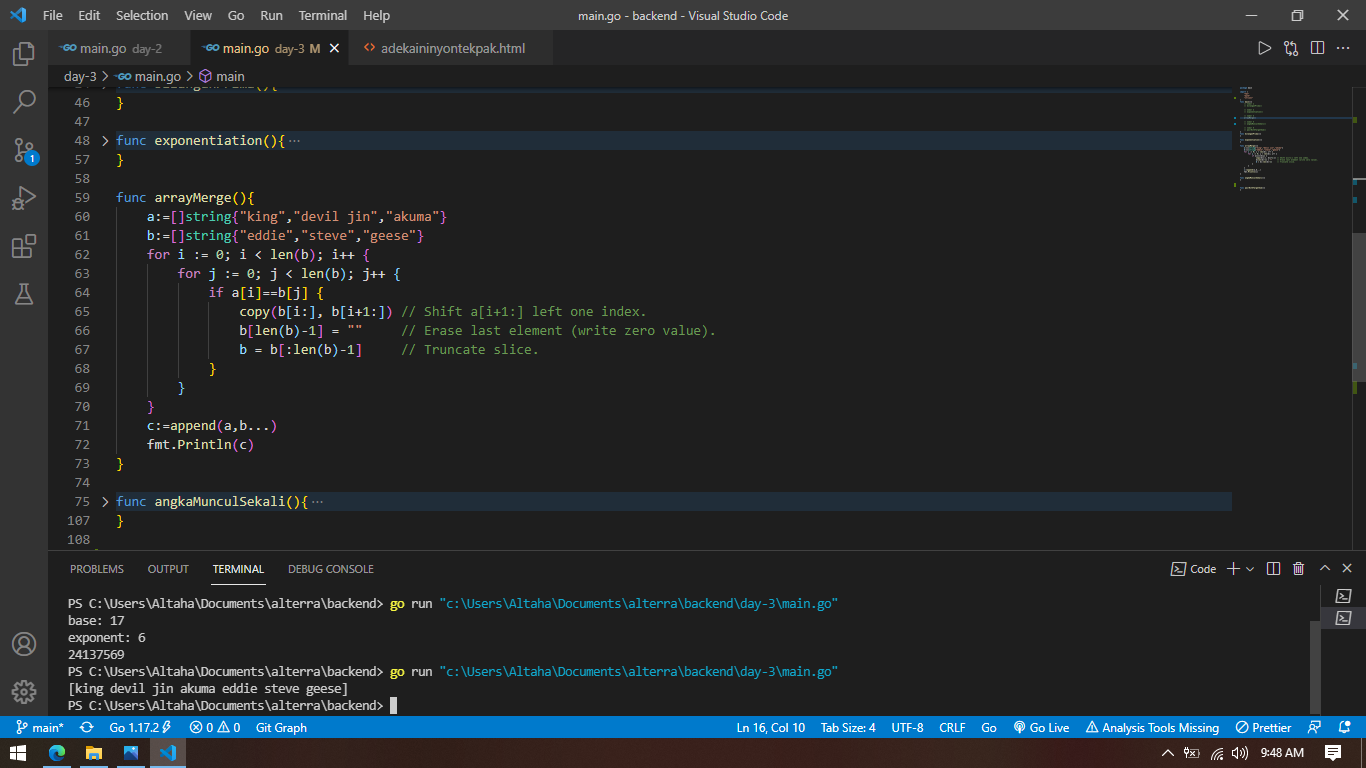 File Edit Selection View Go Run Terminal Help main.go - backend - Visual Studio Code
main.go day-2 main.go day-3 M adekaininyontekpak.html
day-3 > main.go > main
46 }
47
48 func exponentiation(){ ···
57 }
58
59 func arrayMerge(){
60 a:=[]string{"king","devil jin","akuma"}
61 b:=[]string{"eddie","steve","geese"}
62 for i := 0; i < len(b); i++ {
63 for j := 0; j < len(b); j++ {
64 if a[i]==b[j] {
65 copy(b[i:], b[i+1:]) // Shift a[i+1:] left one index.
66 b[len(b)-1] = "" // Erase last element (write zero value).
67 b = b[:len(b)-1] // Truncate slice.
68 }
69 }
70 }
71 c:=append(a,b...)
72 fmt.Println(c)
73 }
74
75 func angkaMunculSekali(){ ···
107 }
108
1
PROBLEMS OUTPUT TERMINAL DEBUG CONSOLE Code
PS C:\Users\Altaha\Documents\alterra\backend> go run "c:\Users\Altaha\Documents\alterra\backend\day-3\main.go"
base: 17
exponent: 6
24137569
PS C:\Users\Altaha\Documents\alterra\backend> go run "c:\Users\Altaha\Documents\alterra\backend\day-3\main.go"
[king devil jin akuma eddie steve geese]
PS C:\Users\Altaha\Documents\alterra\backend>
main* Go 1.17.2 0 0 Git Graph Ln 16, Col 10 Tab Size: 4 UTF-8 CRLF Go Go Live Analysis Tools Missing Prettier
9:48 AM